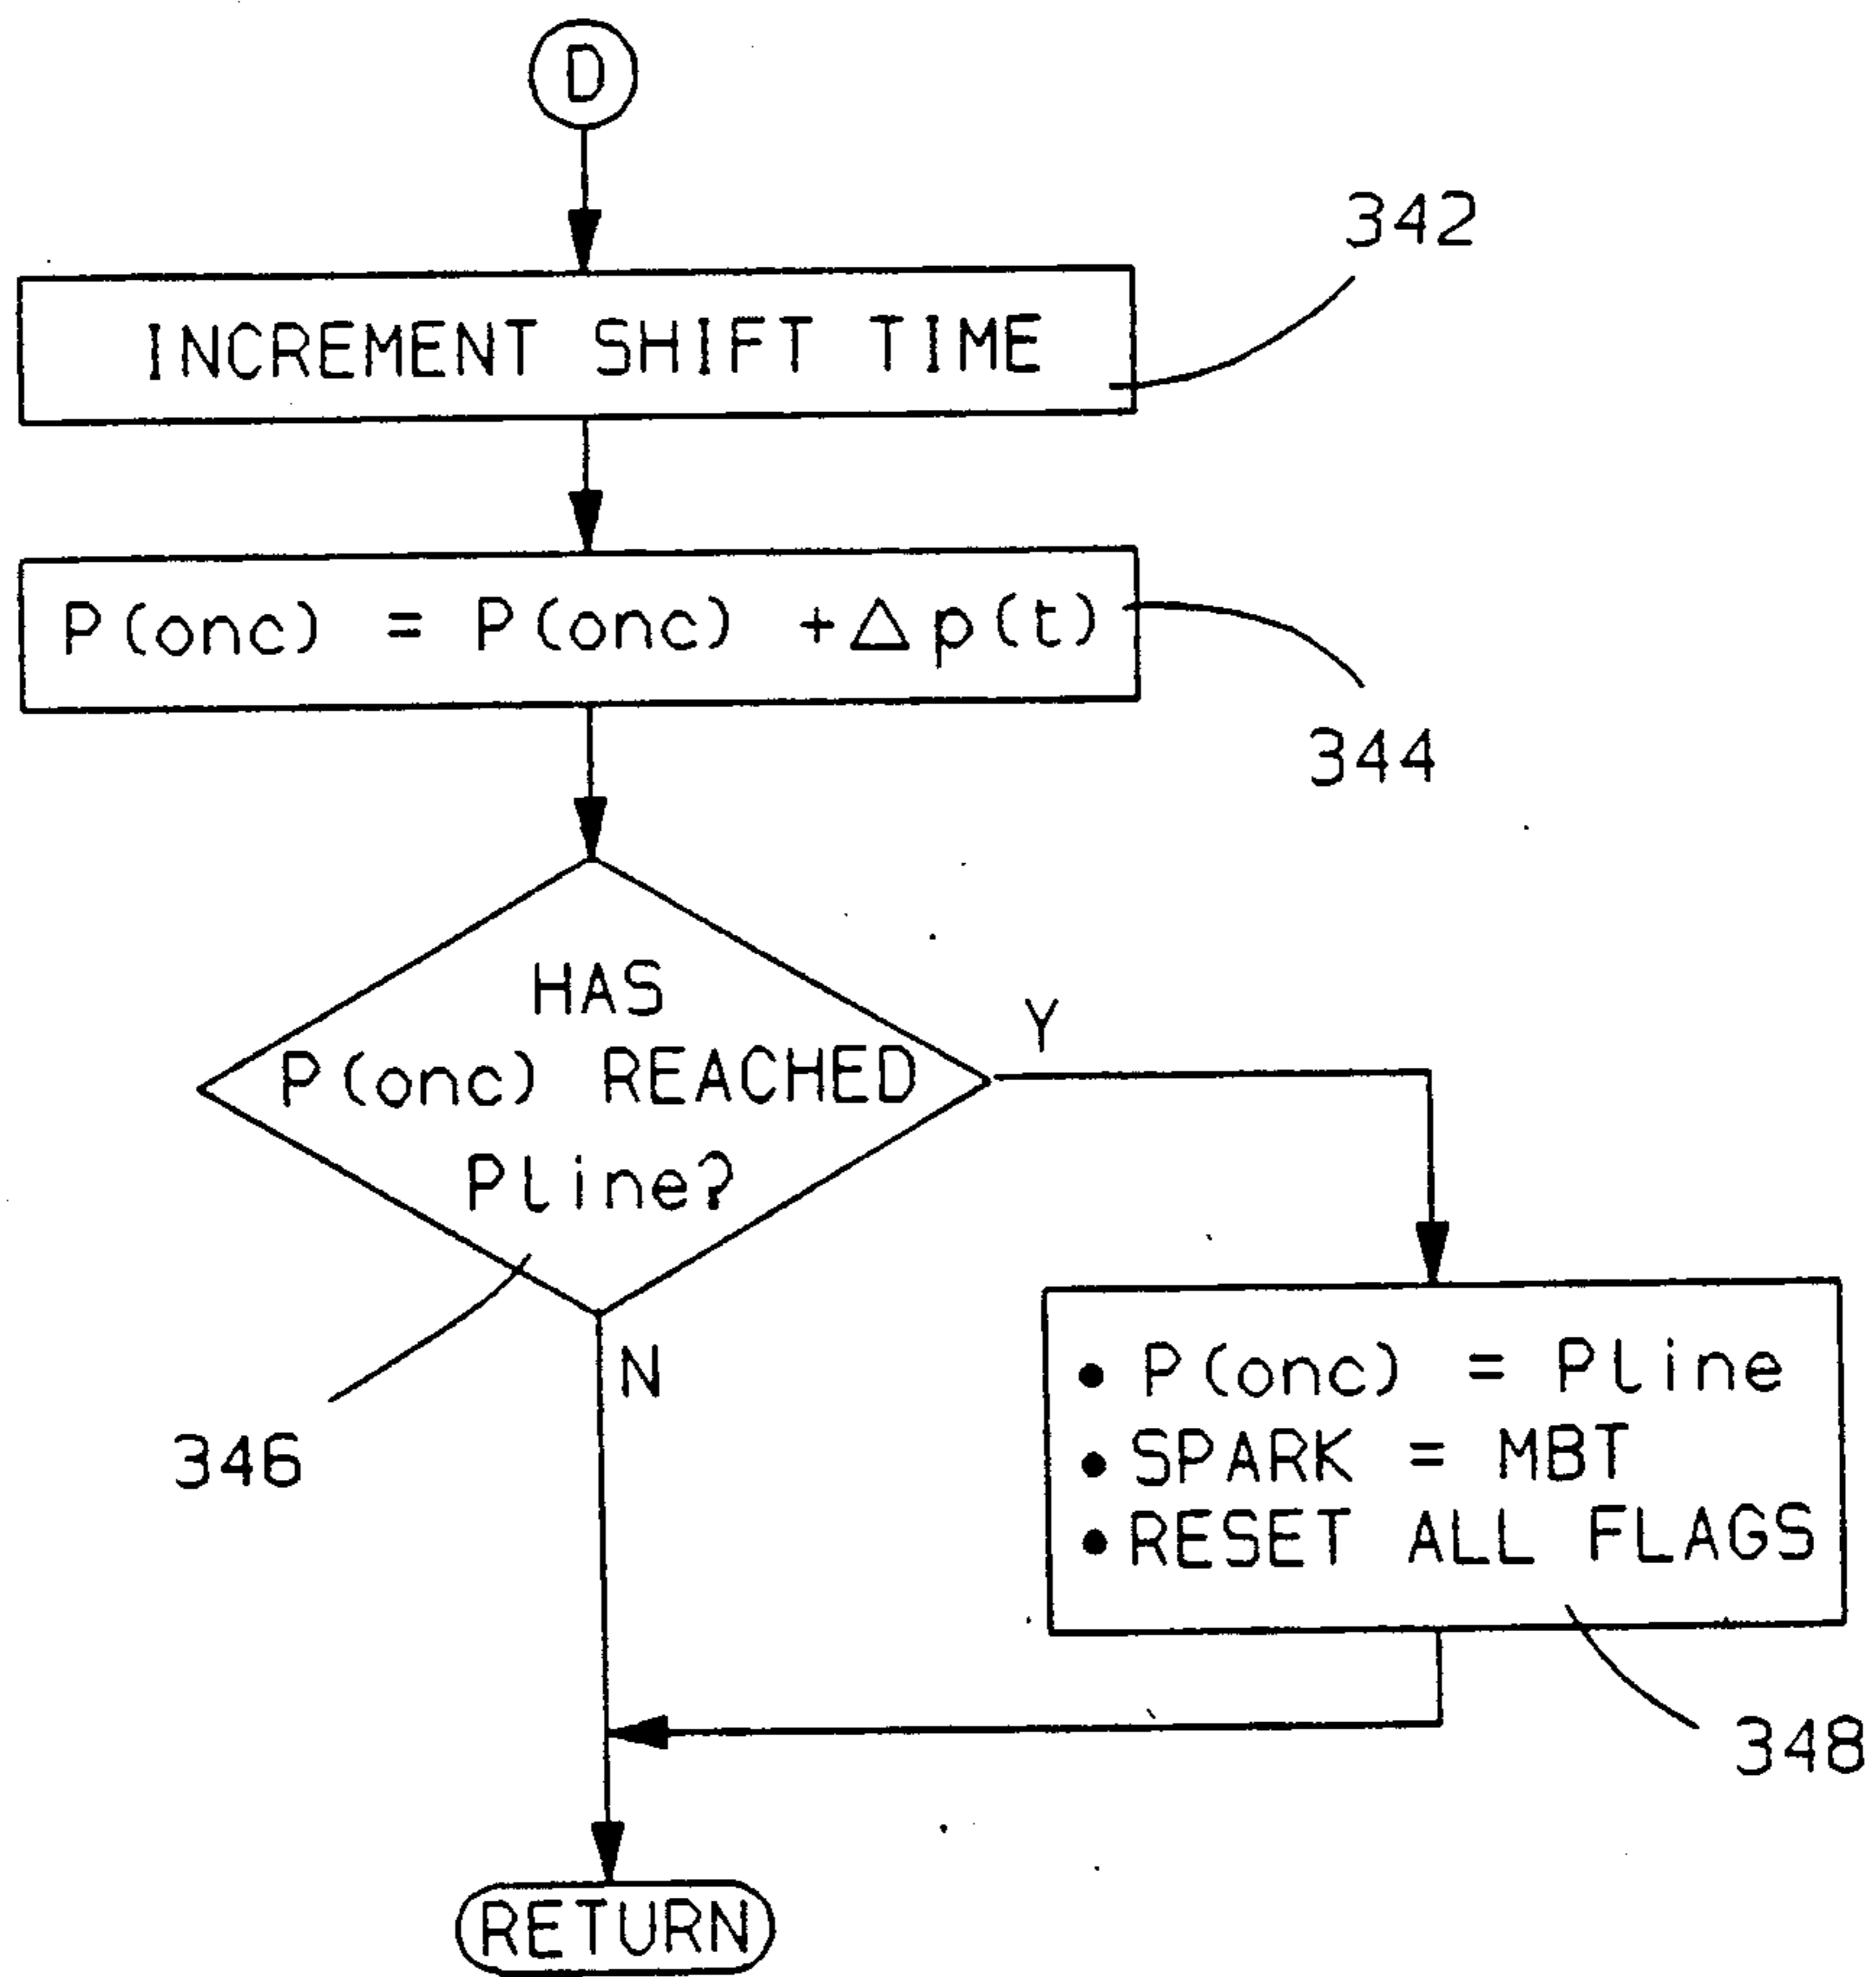 D
342
INCREMENT SHIFT TIME
P(onc) = P(onc) +Δp(t)
344
HAS
P(onc) REACHED
Pline?
Y
N
346
• P(onc) = Pline
• SPARK = MBT
• RESET ALL FLAGS
348
RETURN